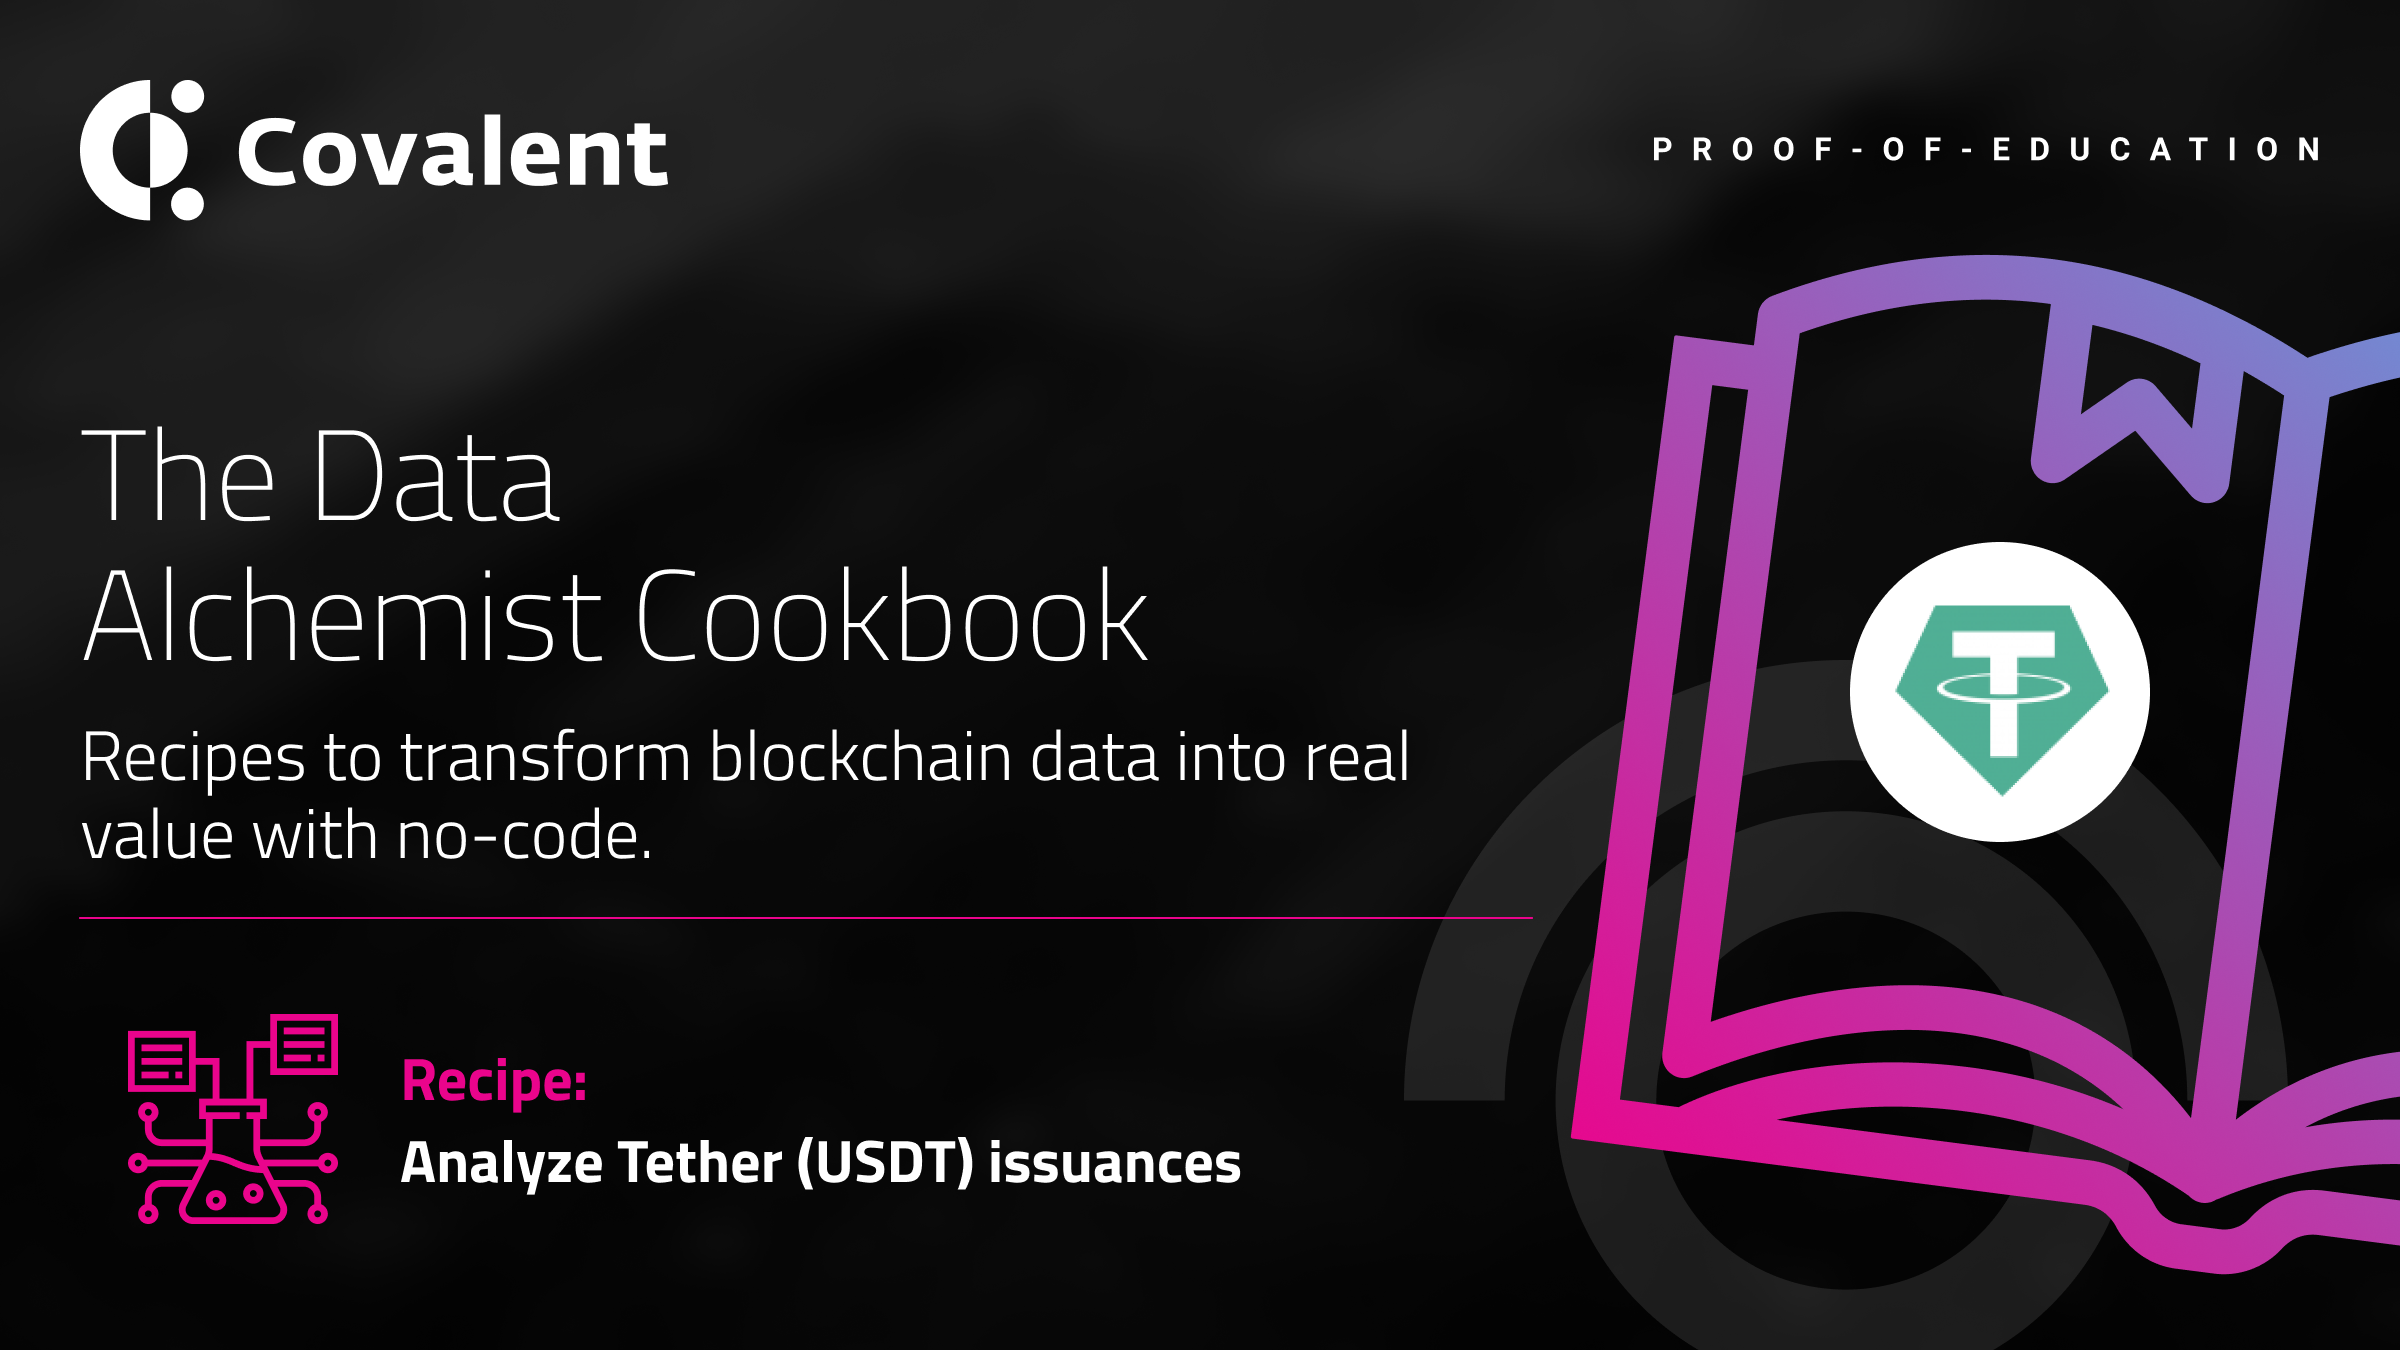 Covalent
PROOF-OF-EDUCATION
The Data
Alchemist Cookbook
Recipes to transform blockchain data into real
value with no-code.
Recipe:
Analyze Tether (USDT) issuances